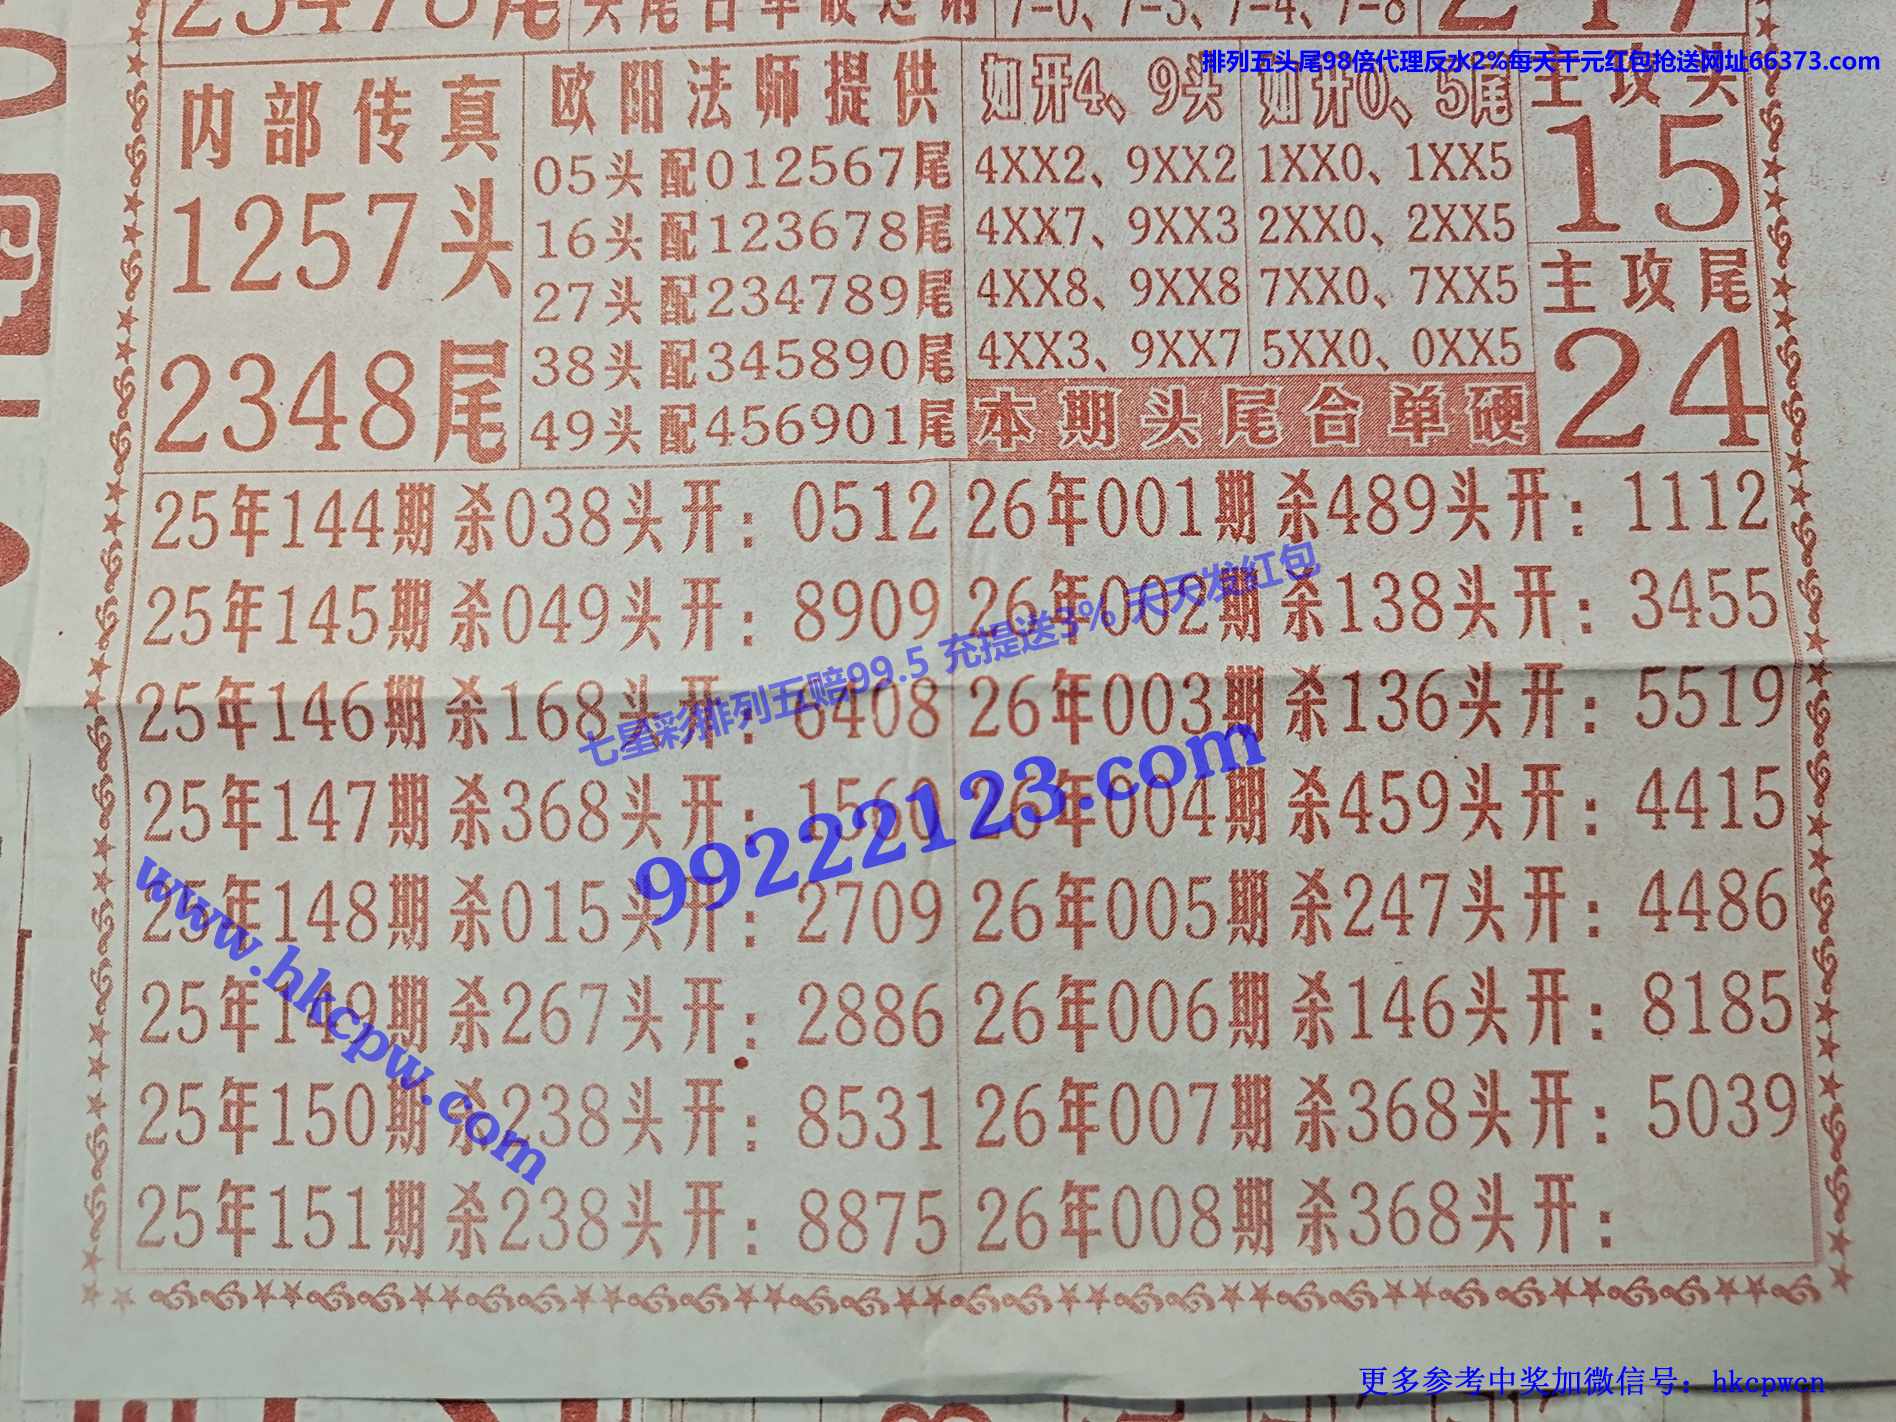 排列五头尾98倍代理反水2%每天千元红包抢送网址66373.com
内部传真
1257头
2348尾
欧阳法师提供
05头配012567尾
16头配123678尾
27头配234789尾
38头配345890尾
49头配456901尾
如开4、9头
4XX2、9XX2
4XX7、9XX3
4XX8、9XX8
4XX3、9XX7
如开0、5尾
1XX0、1XX5
2XX0、2XX5
7XX0、7XX5
5XX0、0XX5
本期头尾合单硬
主攻头
15
主攻尾
24
25年144期杀038头开：0512
25年145期杀049头开：8909
25年146期杀168头开：6408
25年147期杀368头开：1560
25年148期杀015头开：2709
25年149期杀267头开：2886
25年150期杀238头开：8531
25年151期杀238头开：8875
26年001期杀489头开：1112
26年002期杀138头开：3455
26年003期杀136头开：5519
26年004期杀459头开：4415
26年005期杀247头开：4486
26年006期杀146头开：8185
26年007期杀368头开：5039
26年008期杀368头开：
七星彩排列五赔99.5 充提送3% 天天发红包
99222123.com
www.hkcpw.com
更多参考中奖加微信号：hkcpwcn